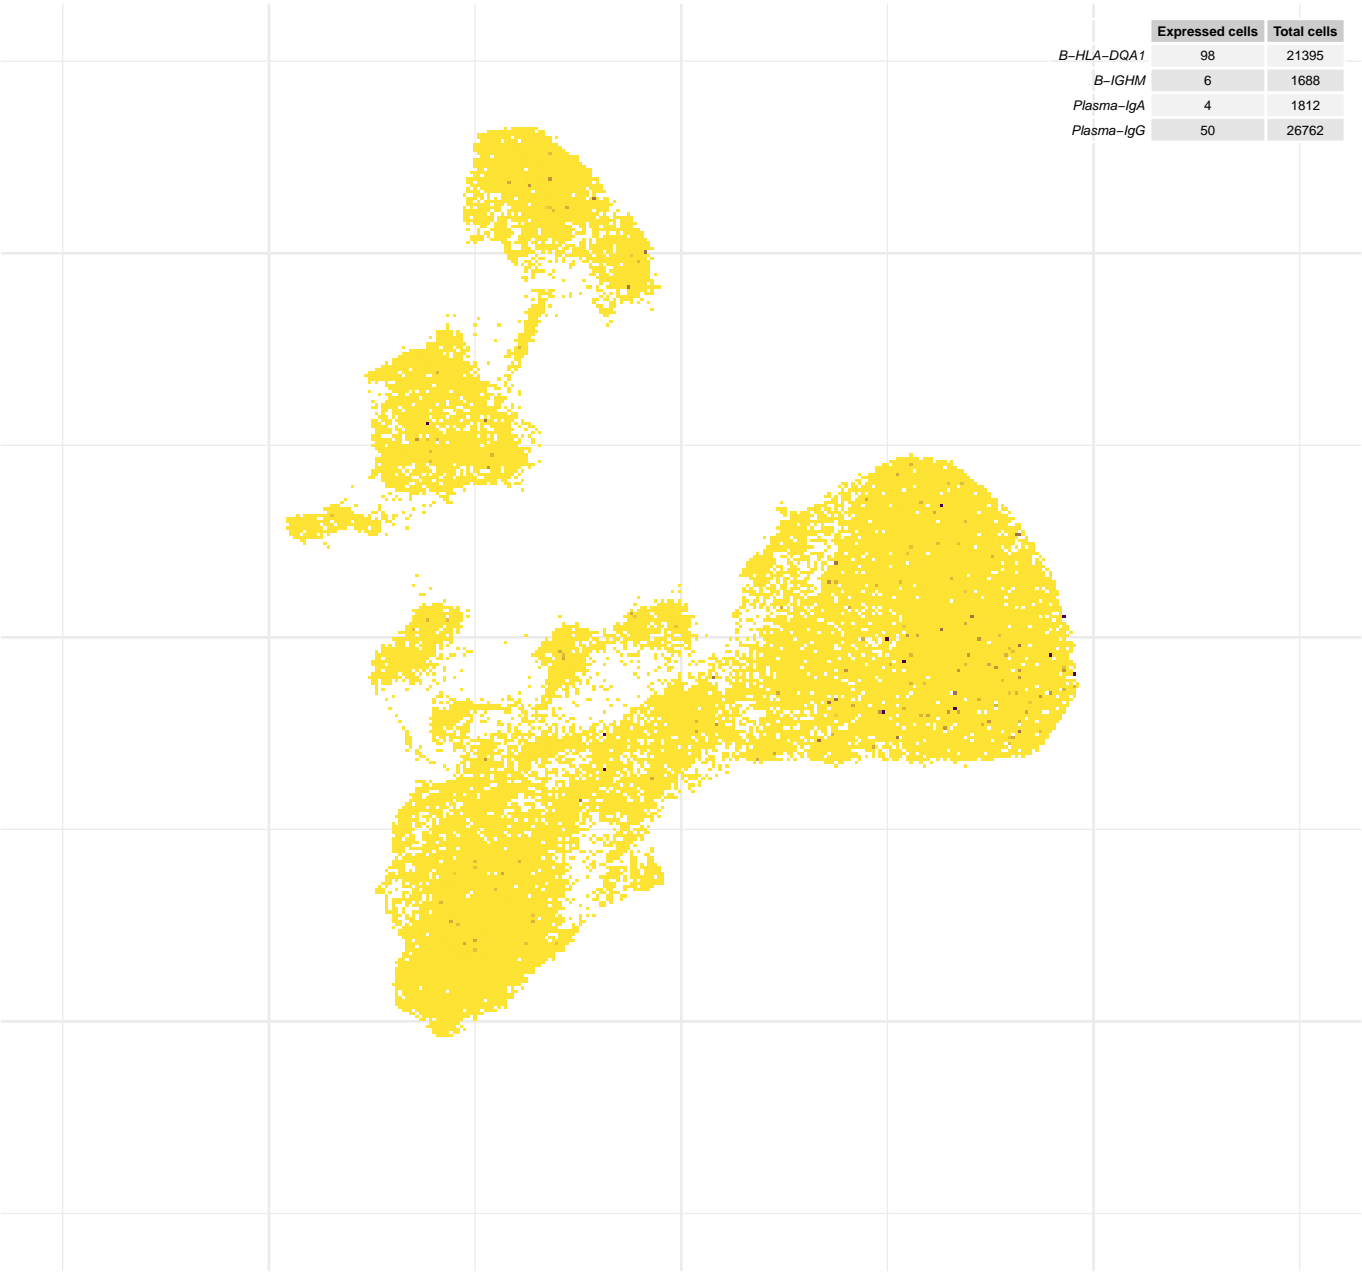 Expressed cells Total cells
B−HLA−DQA1 98 21395
B−IGHM 6 1688
Plasma−IgA 4 1812
Plasma−IgG 50 26762